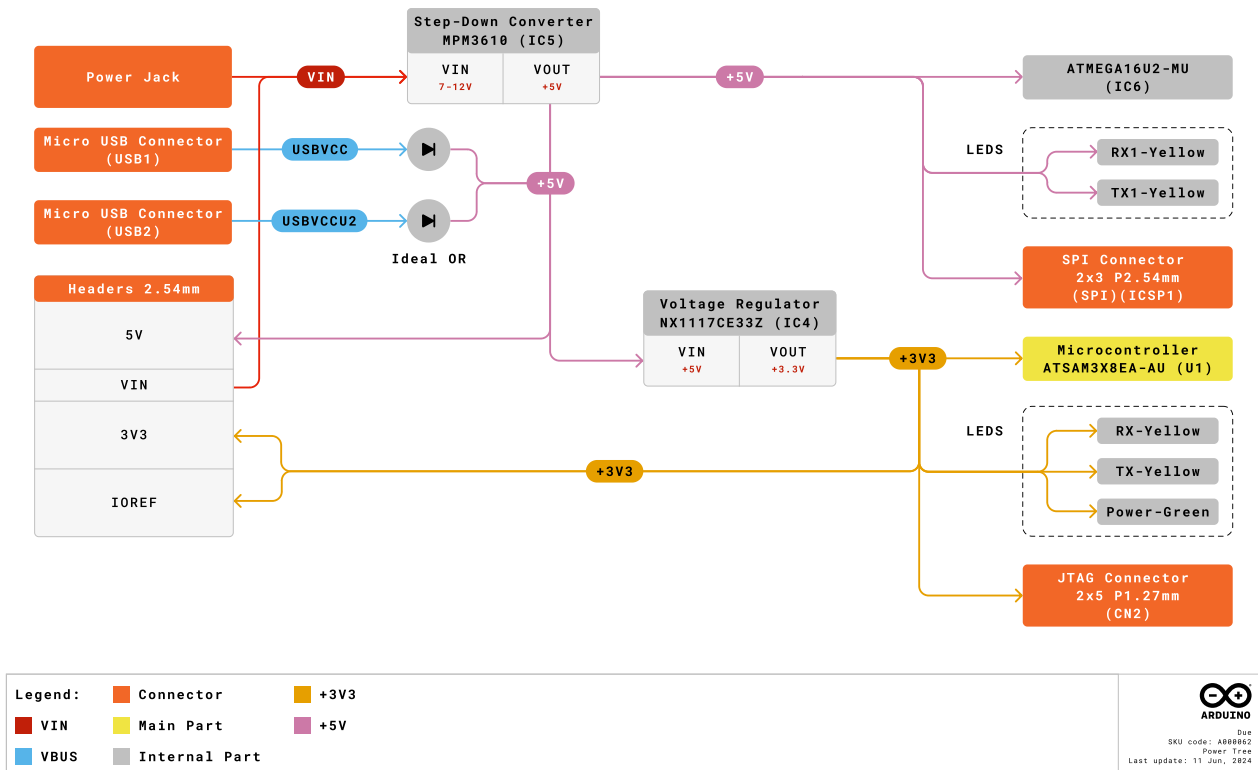 Step-Down Converter
MPM3610 (IC5)
VIN
7-12V
VOUT
+5V
Power Jack
VIN
+5V
ATMEGA16U2-MU
(IC6)
Micro USB Connector
(USB1)
USBVCC
LEDS
RX1-Yellow
TX1-Yellow
+5V
Micro USB Connector
(USB2)
USBVCCU2
Ideal OR
SPI Connector
2x3 P2.54mm
(SPI)(ICSP1)
Headers 2.54mm
5V
VIN
3V3
IOREF
Voltage Regulator
NX1117CE33Z (IC4)
VIN
+5V
VOUT
+3.3V
+3V3
Microcontroller
ATSAM3X8EA-AU (U1)
LEDS
RX-Yellow
TX-Yellow
Power-Green
+3V3
JTAG Connector
2x5 P1.27mm
(CN2)
Legend:
Connector
+3V3
VIN
Main Part
+5V
VBUS
Internal Part
ARDUINO
Due
SKU code: A000062
Power Tree
Last update: 11 Jun, 2024